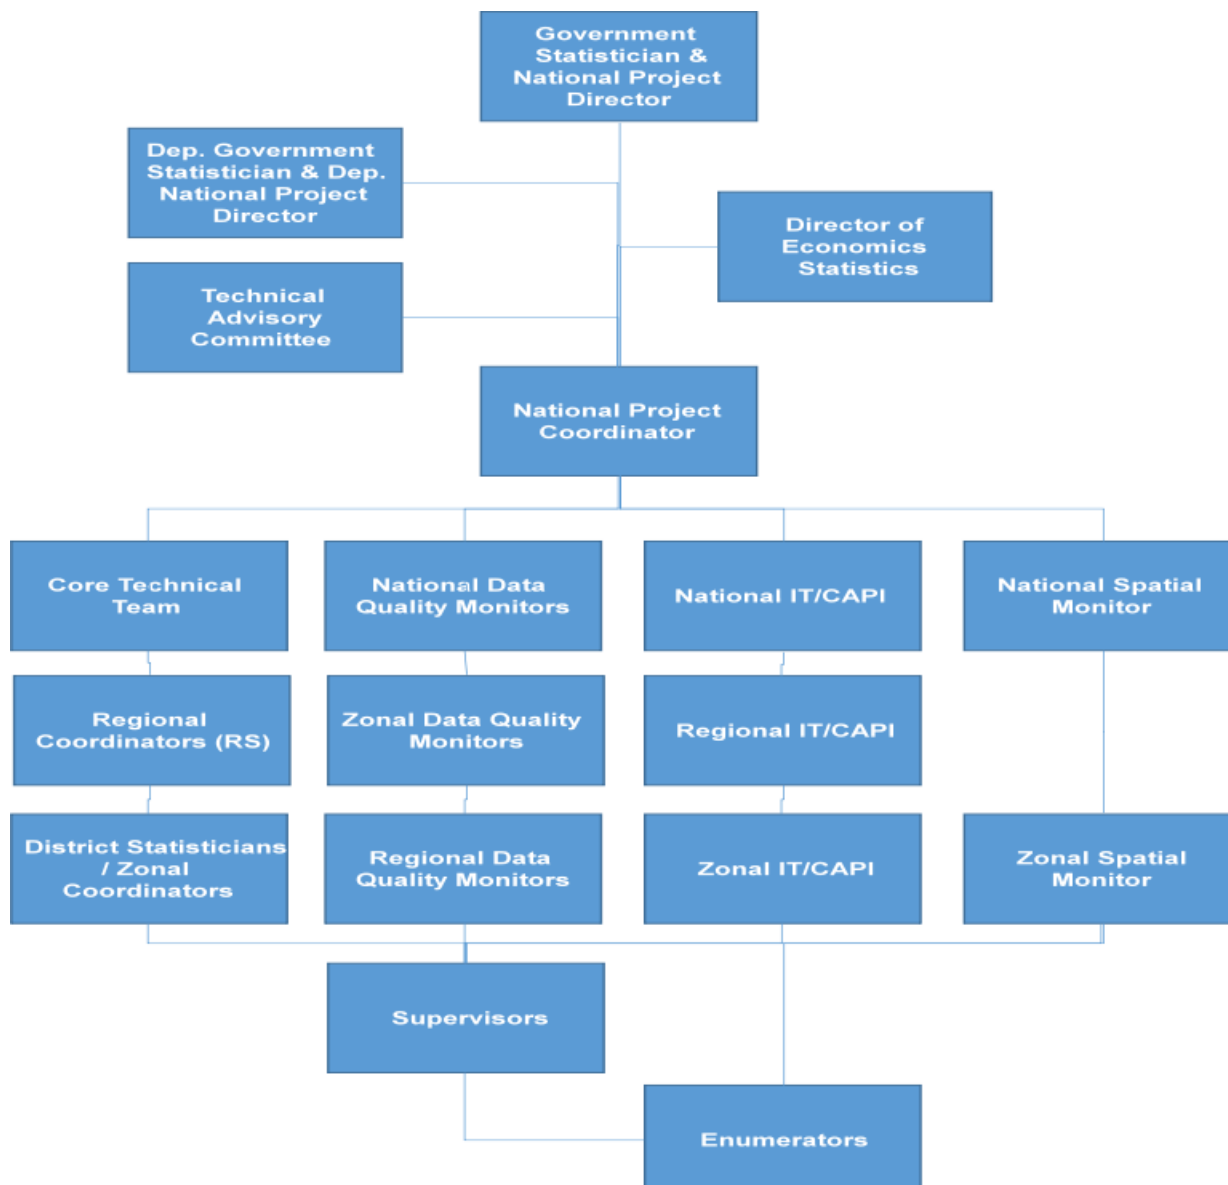 Government
Statistician &
National Project
Director
Dep. Government
Statistician & Dep.
National Project
Director
Director of
Economics
Statistics
Technical
Advisory
Committee
National Project
Coordinator
Core Technical
Team
National Data
Quality Monitors
National IT/CAPI
National Spatial
Monitor
Regional
Coordinators (RS)
Zonal Data Quality
Monitors
Regional IT/CAPI
District Statisticians
/ Zonal
Coordinators
Regional Data
Quality Monitors
Zonal IT/CAPI
Zonal Spatial
Monitor
Supervisors
Enumerators